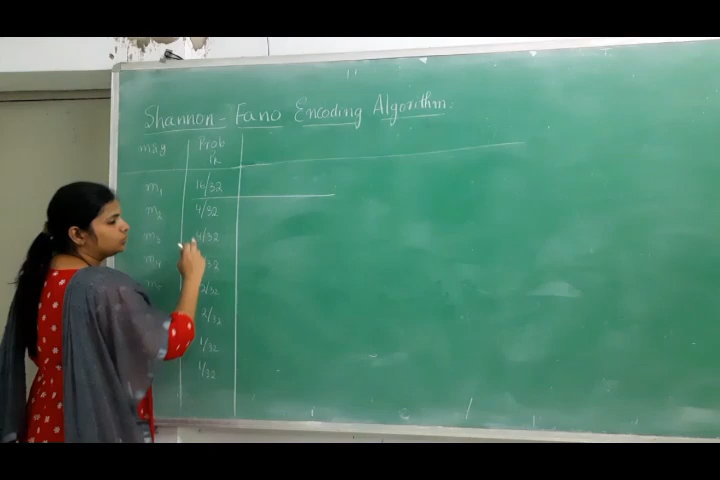 Shannon - Fano Encoding Algorithm.
msg Prob
Pk
m1 16/32
m2 4/32
m3 4/32
m4 /32
m5 2/32
2/32
1/32
1/32